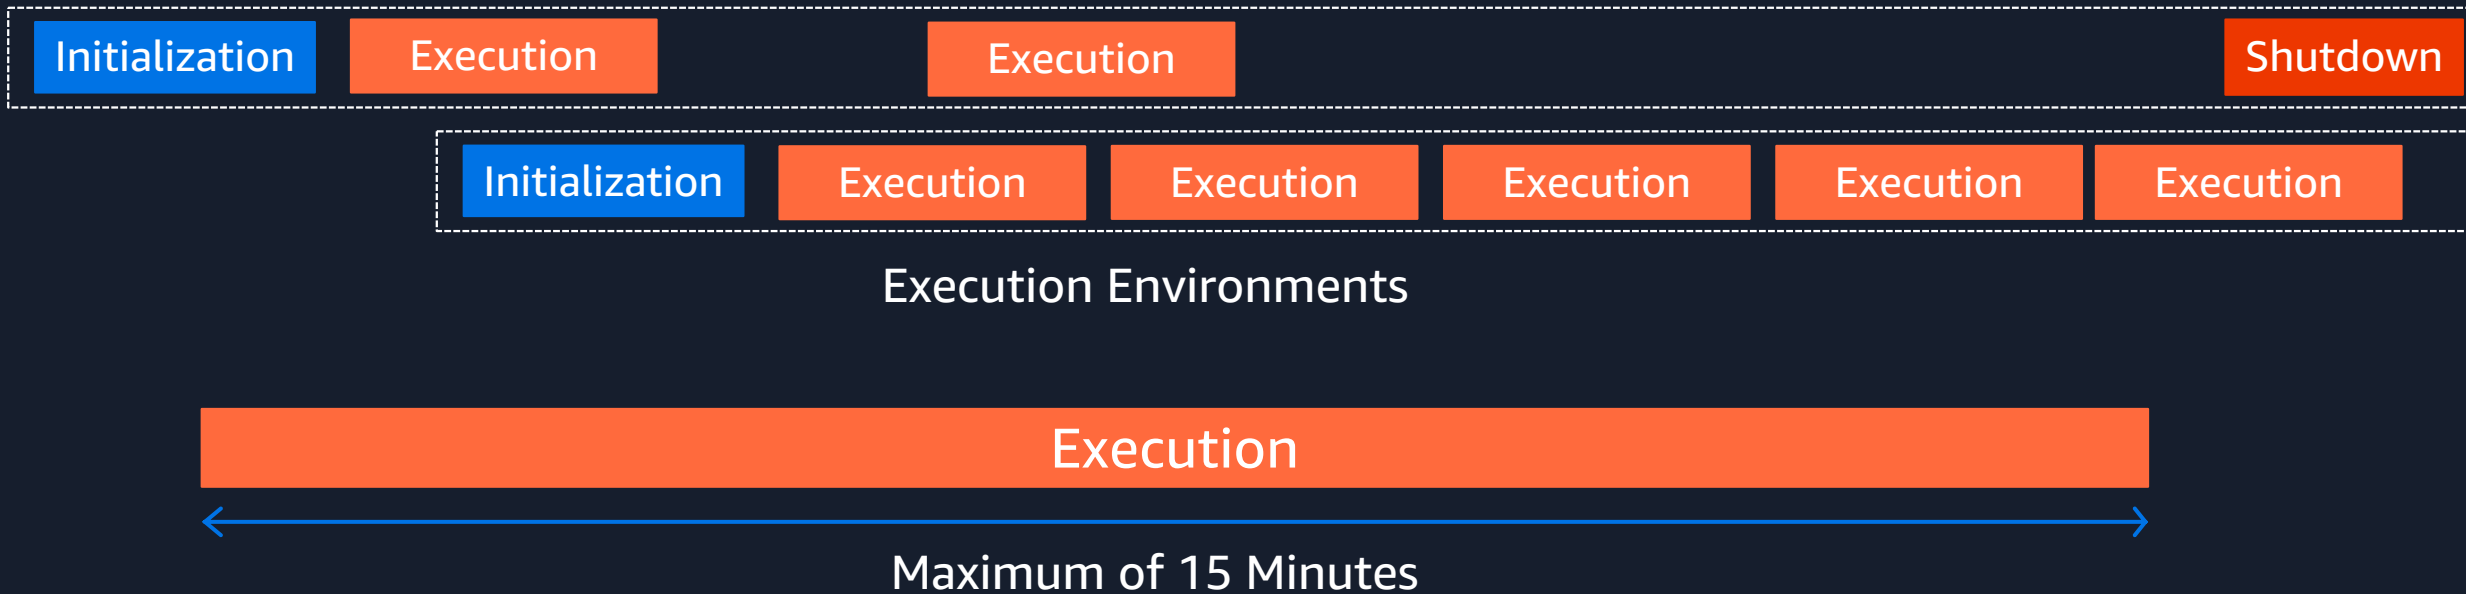 Initialization Execution Execution Shutdown
Initialization Execution Execution Execution Execution Execution
Execution Environments
Execution
Maximum of 15 Minutes